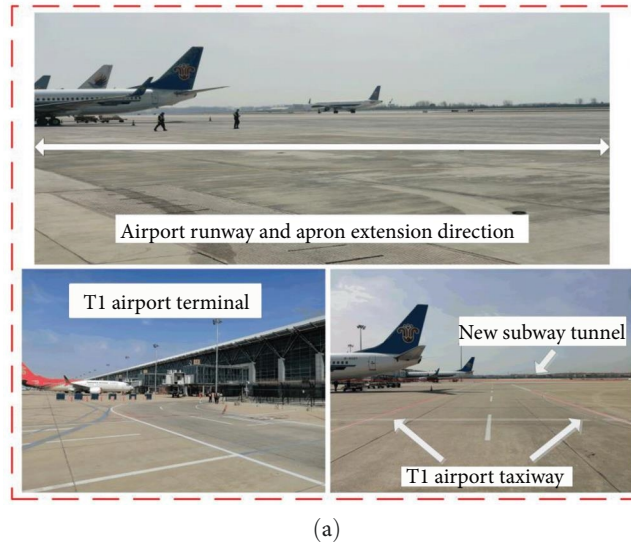 Airport runway and apron extension direction
T1 airport terminal
New subway tunnel
T1 airport taxiway
(a)